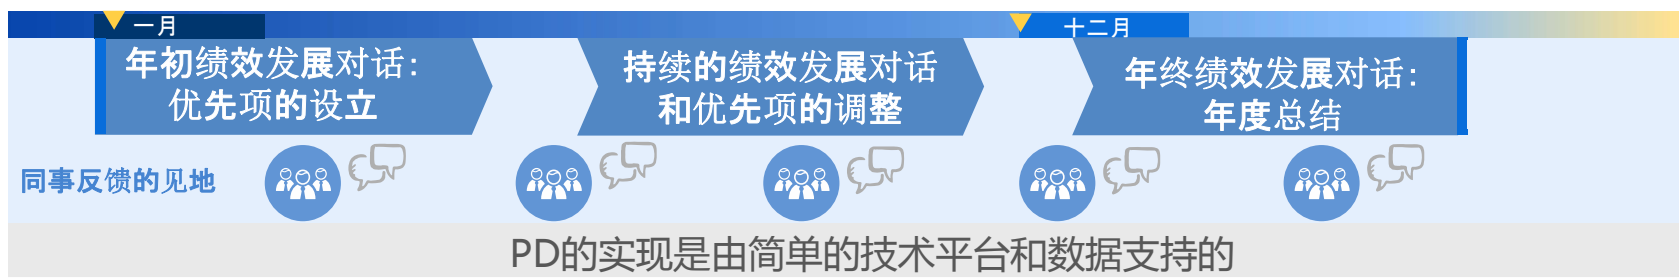 一月
十二月
年初绩效发展对话：
优先项的设立
持续的绩效发展对话
和优先项的调整
年终绩效发展对话：
年度总结
同事反馈的见地
PD的实现是由简单的技术平台和数据支持的